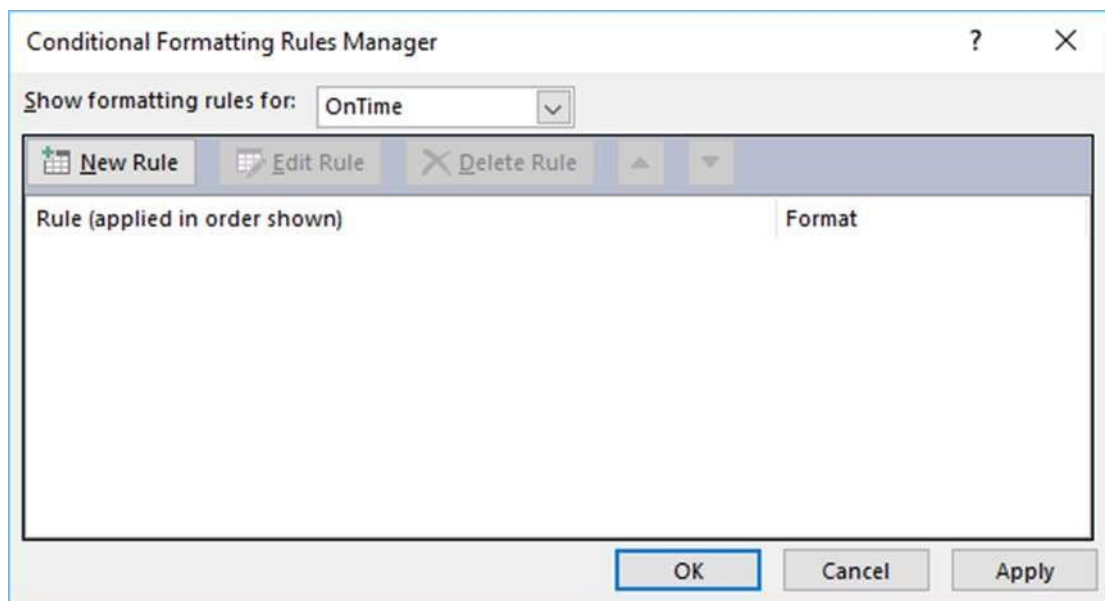 Conditional Formatting Rules Manager ?
Show formatting rules for: OnTime
New Rule Edit Rule Delete Rule
Rule (applied in order shown) Format
OK Cancel Apply